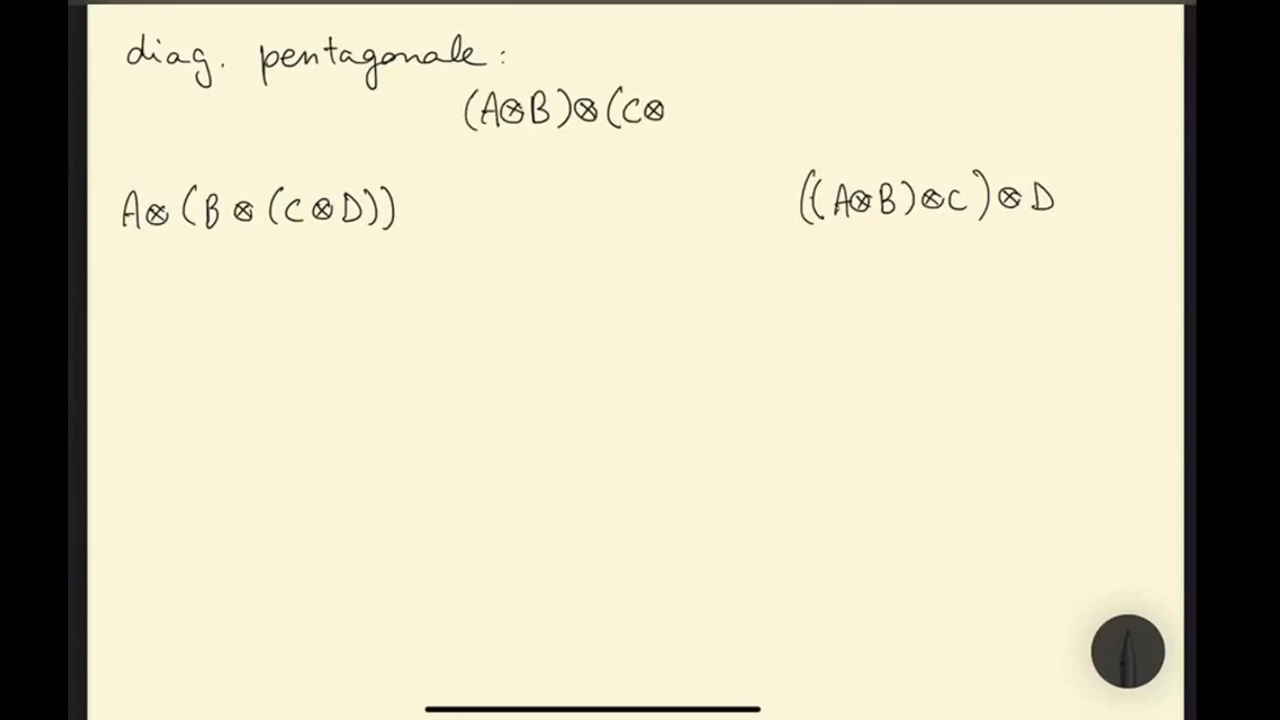 diag. pentagonale :
(A⊗B)⊗(C⊗
A⊗(B⊗(C⊗D)) ((A⊗B)⊗C)⊗D